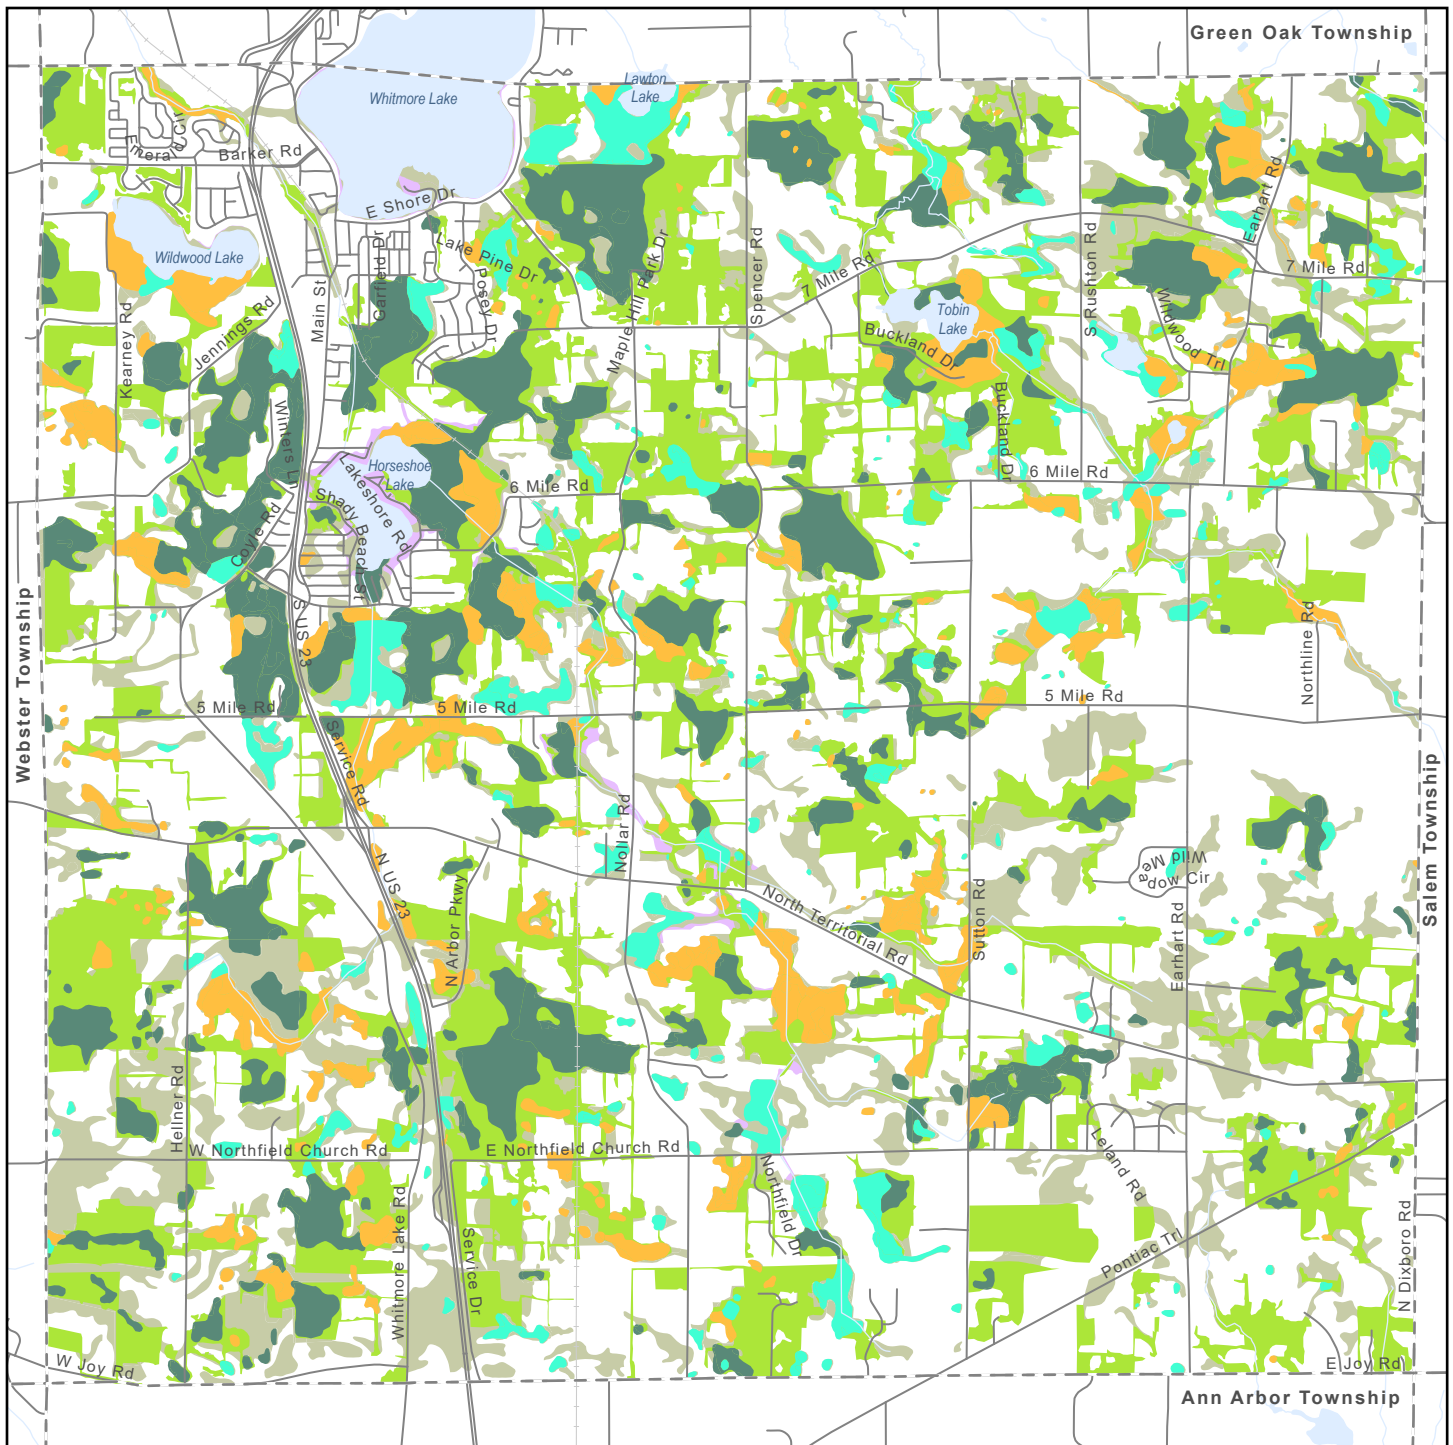 Green Oak Township
Whitmore Lake
Lawton
Lake
Emerald Cir
Barker Rd
E Shore Dr
Wildwood Lake
Lake Pine Dr
Garfield Dr
Posey Dr
Main St
Jennings Rd
Kearney Rd
Maple Hill Park Dr
Spencer Rd
7 Mile Rd
S Rushton Rd
Earhart Rd
7 Mile Rd
Tobin
Lake
Buckland Dr
Wildwood Trl
Buckland Dr
Winters Ln
Horseshoe
Lake
Lakeshore Rd
Shady Beach St
Coyle Rd
6 Mile Rd
6 Mile Rd
Webster Township
S US 23
Northline Rd
5 Mile Rd
5 Mile Rd
5 Mile Rd
Service Rd
Nollar Rd
Salem Township
N US 23
Wild Meadow Cir
N Arbor Pkwy
North Territorial Rd
Sutton Rd
Earhart Rd
Hellner Rd
W Northfield Church Rd
E Northfield Church Rd
Northfield Dr
Leland Rd
Whitmore Lake Rd
Service Dr
Pontiac Trl
N Dixboro Rd
W Joy Rd
E Joy Rd
Ann Arbor Township